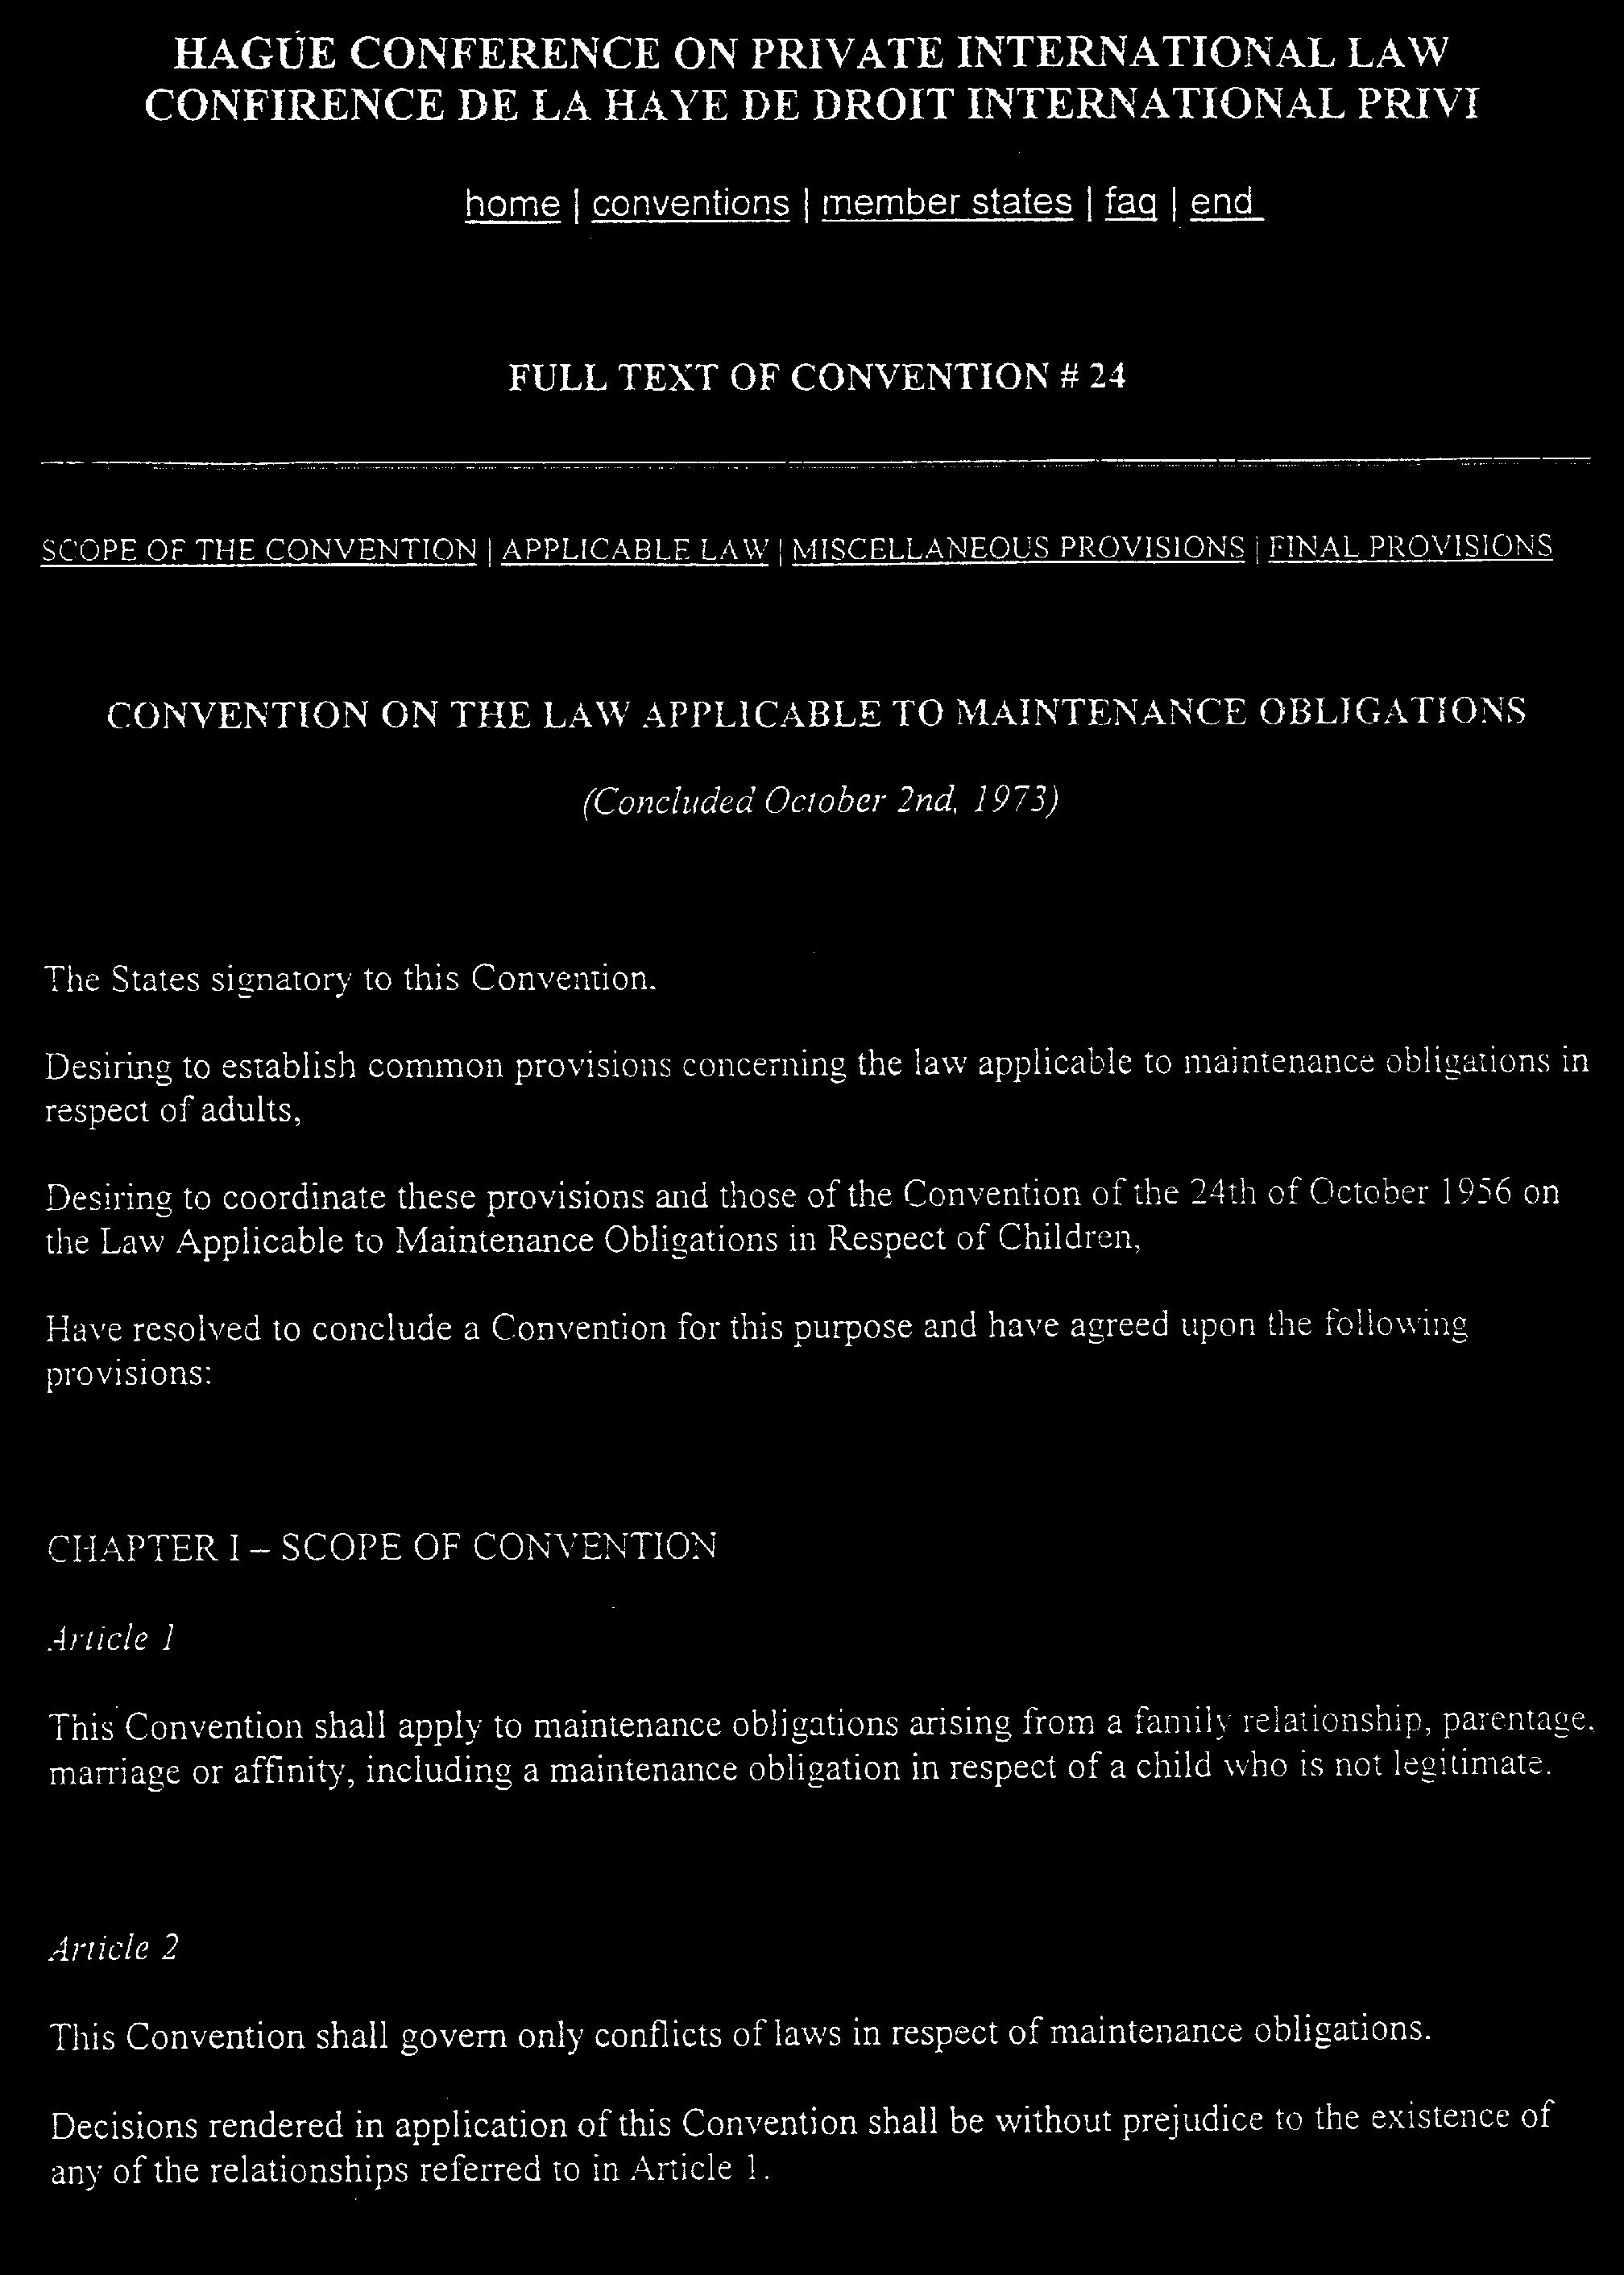 HAGUE CONFERENCE ON PRIVATE INTERNATIONAL LAW
CONFIRENCE DE LA HAYE DE DROIT INTERNATIONAL PRIVI
home | conventions | member states | faq | end
FULL TEXT OF CONVENTION # 24
SCOPE OF THE CONVENTION | APPLICABLE LAW | MISCELLANEOUS PROVISIONS | FINAL PROVISIONS
CONVENTION ON THE LAW APPLICABLE TO MAINTENANCE OBLIGATIONS
(Concluded October 2nd, 1973)
The States signatory to this Convention.
Desiring to establish common provisions concerning the law applicable to maintenance obligations in
respect of adults,
Desiring to coordinate these provisions and those of the Convention of the 24th of October 1956 on
the Law Applicable to Maintenance Obligations in Respect of Children,
Have resolved to conclude a Convention for this purpose and have agreed upon the following
provisions:
CHAPTER I – SCOPE OF CONVENTION
Article 1
This Convention shall apply to maintenance obligations arising from a family relationship, parentage.
marriage or affinity, including a maintenance obligation in respect of a child who is not legitimate.
Article 2
This Convention shall govern only conflicts of laws in respect of maintenance obligations.
Decisions rendered in application of this Convention shall be without prejudice to the existence of
any of the relationships referred to in Article 1.